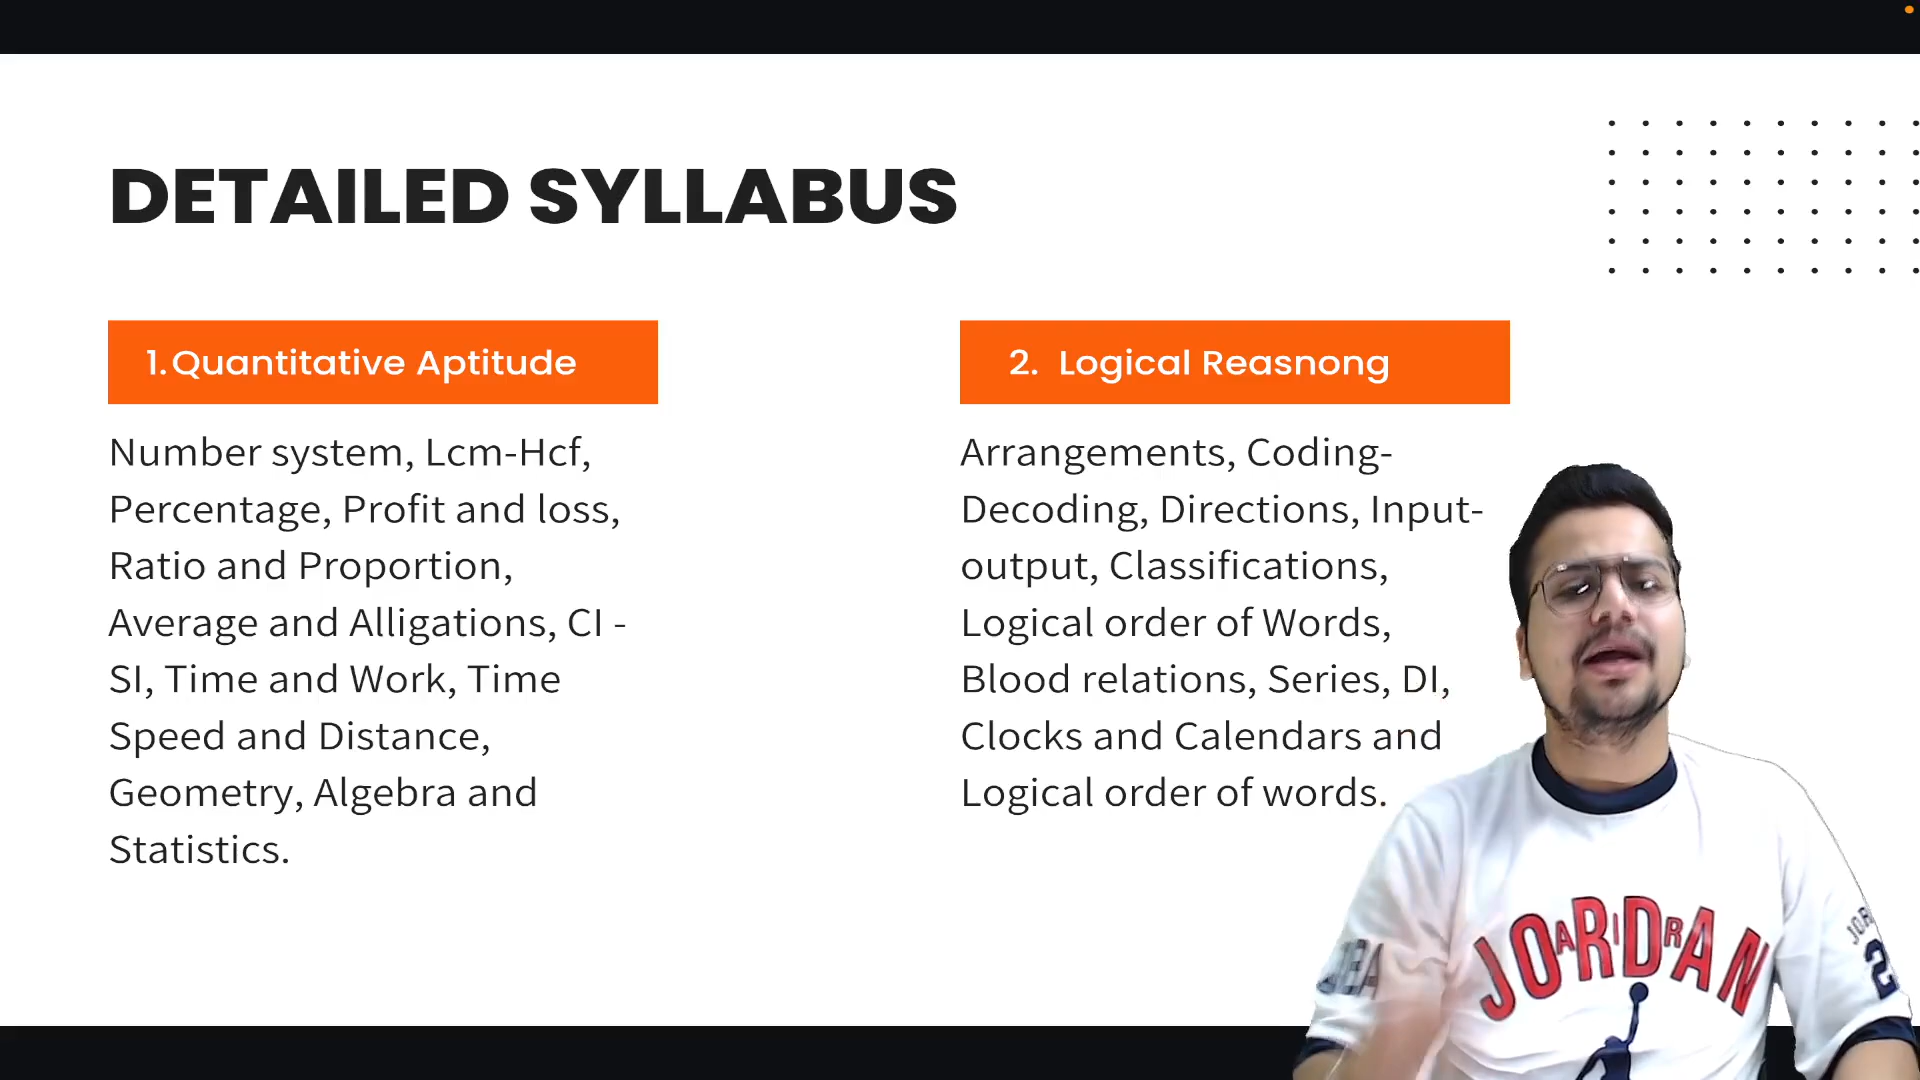 DETAILED SYLLABUS
1. Quantitative Aptitude
Number system, Lcm-Hcf,
Percentage, Profit and loss,
Ratio and Proportion,
Average and Alligations, CI -
SI, Time and Work, Time
Speed and Distance,
Geometry, Algebra and
Statistics.
2. Logical Reasnong
Arrangements, Coding-
Decoding, Directions, Input-
output, Classifications,
Logical order of Words,
Blood relations, Series, DI,
Clocks and Calendars and
Logical order of words.
JORDAN